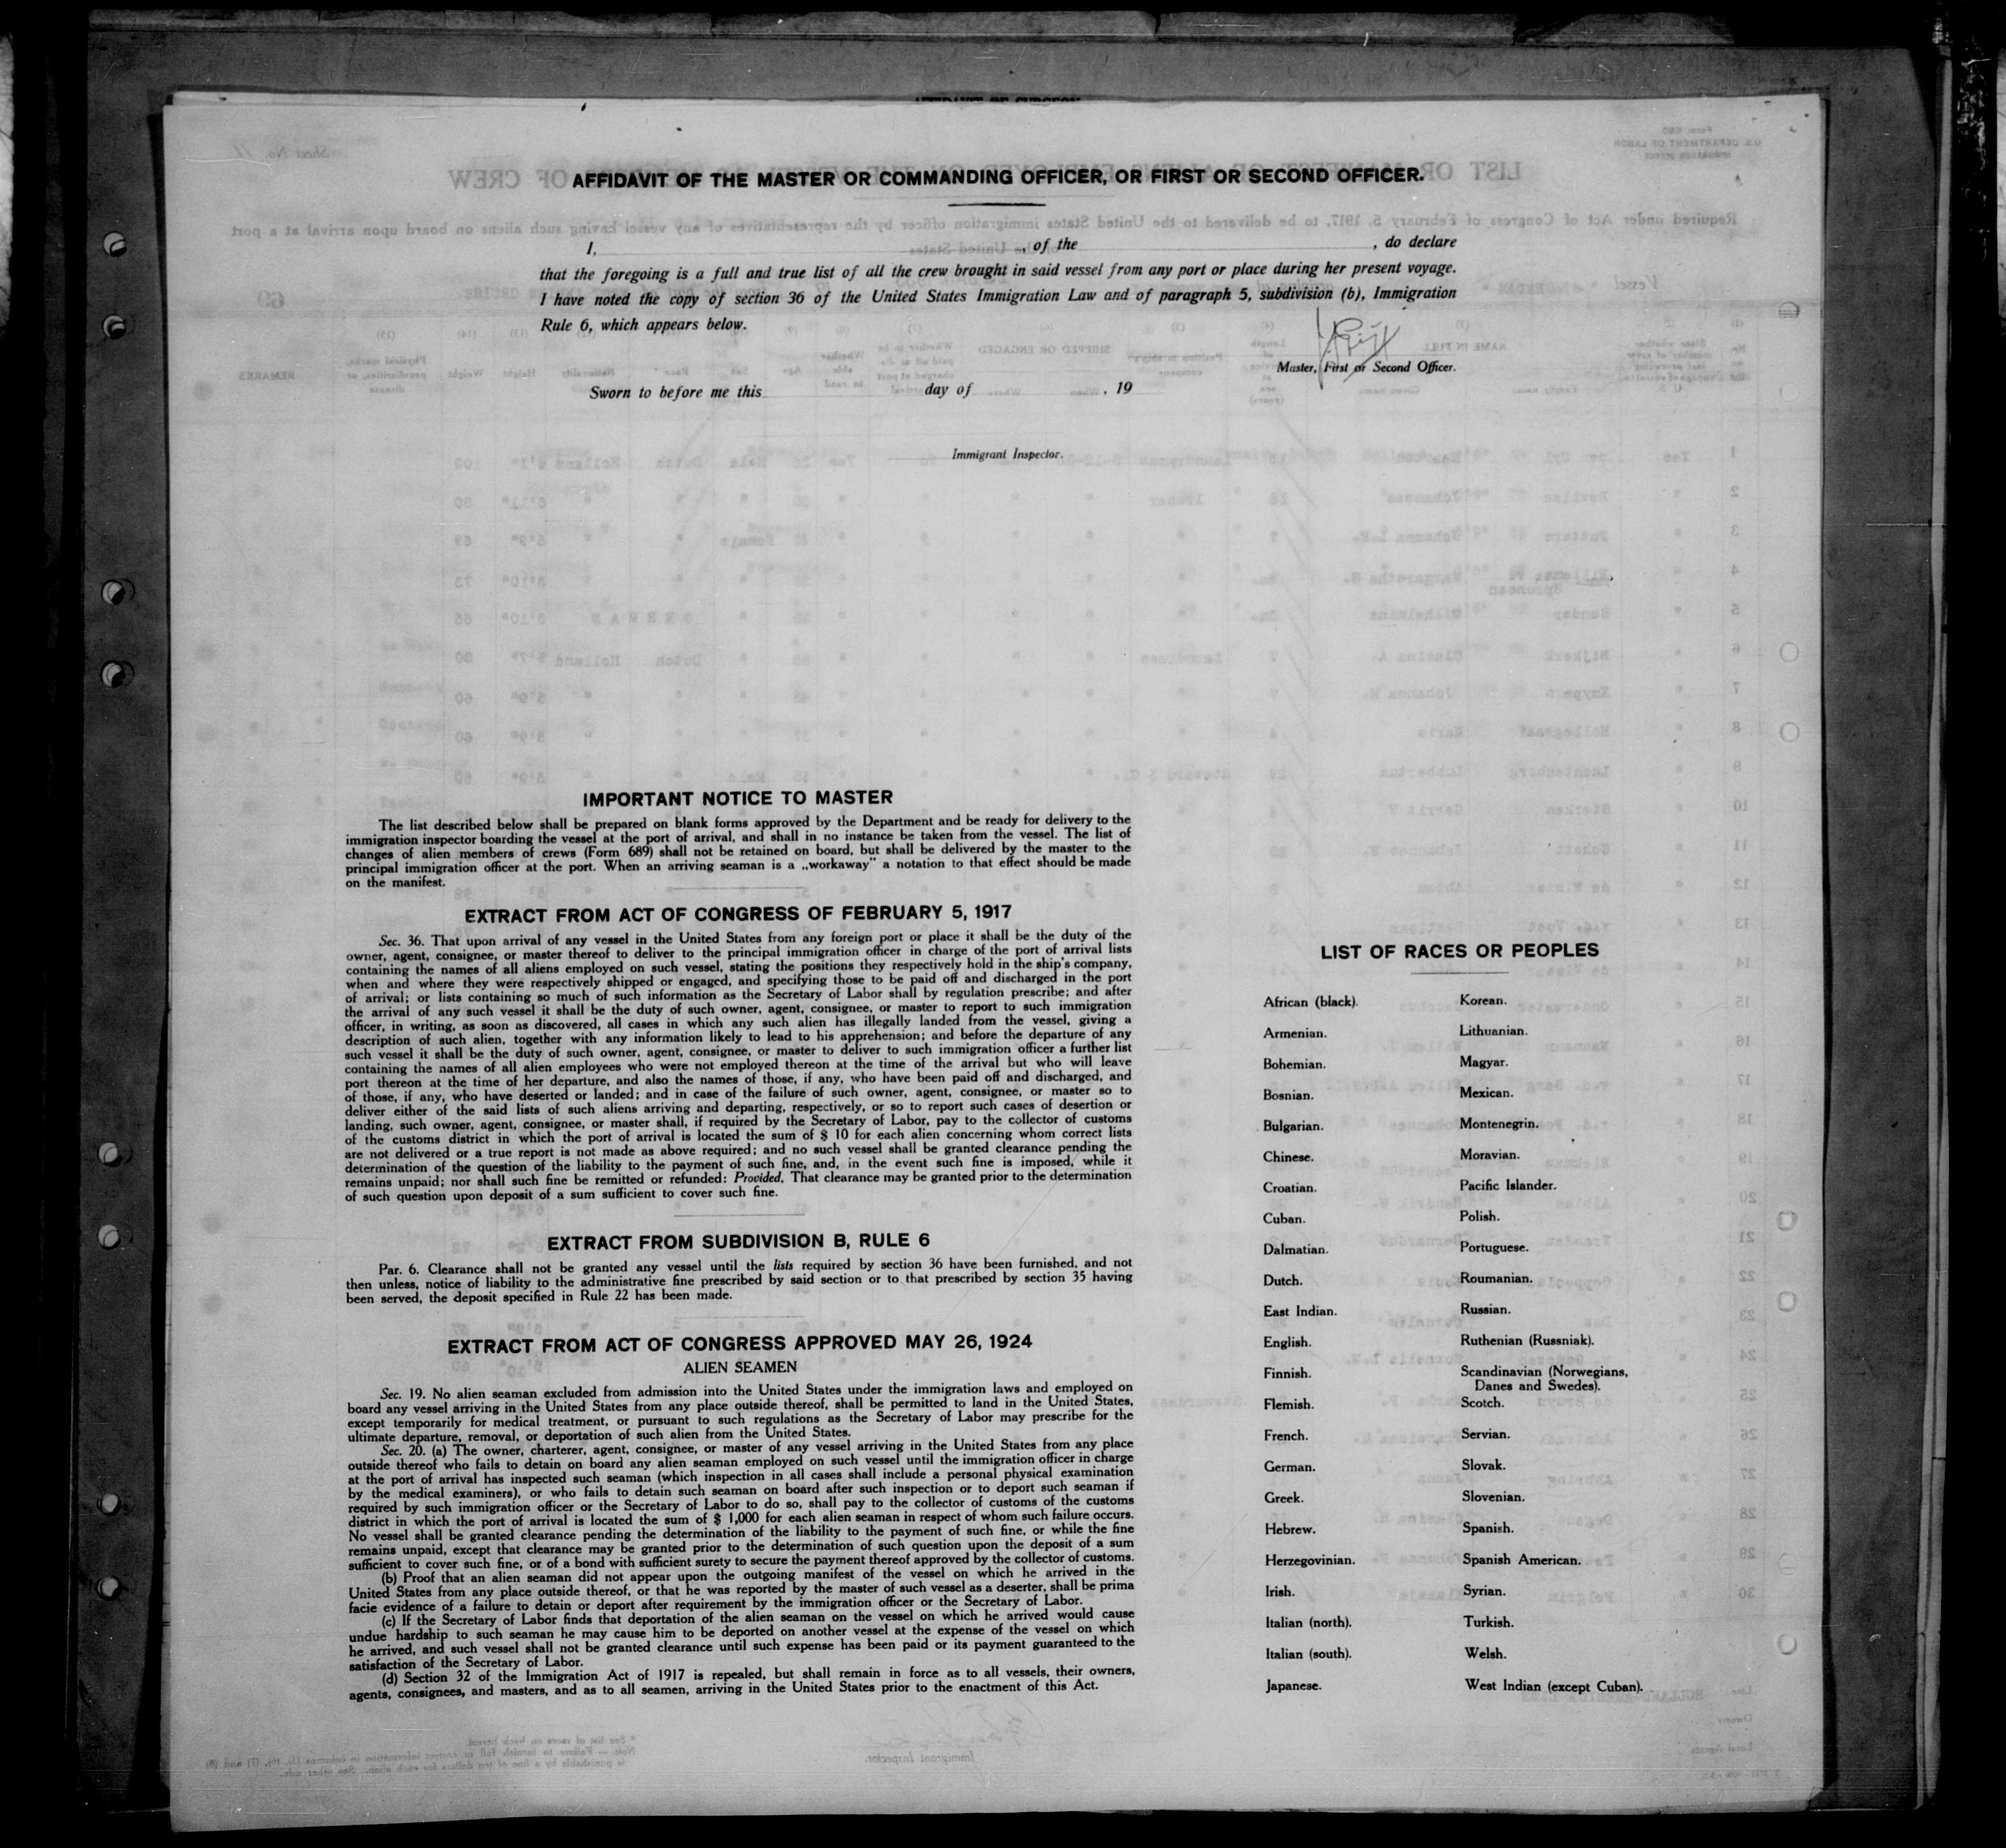 AFFIDAVIT OF THE MASTER OR COMMANDING OFFICER, OR FIRST OR SECOND OFFICER.
I, , of the , do declare
that the foregoing is a full and true list of all the crew brought in said vessel from any port or place during her present voyage.
I have noted the copy of section 36 of the United States Immigration Law and of paragraph 5, subdivision (b), Immigration
Rule 6, which appears below.
Master, First or Second Officer.
Sworn to before me this day of , 19
Immigrant Inspector.
IMPORTANT NOTICE TO MASTER
The list described below shall be prepared on blank forms approved by the Department and be ready for delivery to the
immigration inspector boarding the vessel at the port of arrival, and shall in no instance be taken from the vessel. The list of
changes of alien members of crews (Form 689) shall not be retained on board, but shall be delivered by the master to the
principal immigration officer at the port. When an arriving seaman is a „workaway" a notation to that effect should be made
on the manifest.
EXTRACT FROM ACT OF CONGRESS OF FEBRUARY 5, 1917
Sec. 36. That upon arrival of any vessel in the United States from any foreign port or place it shall be the duty of the
owner, agent, consignee, or master thereof to deliver to the principal immigration officer in charge of the port of arrival lists
containing the names of all aliens employed on such vessel, stating the positions they respectively hold in the ship's company,
when and where they were respectively shipped or engaged, and specifying those to be paid off and discharged in the port
of arrival; or lists containing so much of such information as the Secretary of Labor shall by regulation prescribe; and after
the arrival of any such vessel it shall be the duty of such owner, agent, consignee, or master to report to such immigration
officer, in writing, as soon as discovered, all cases in which any such alien has illegally landed from the vessel, giving a
description of such alien, together with any information likely to lead to his apprehension; and before the departure of any
such vessel it shall be the duty of such owner, agent, consignee, or master to deliver to such immigration officer a further list
containing the names of all alien employees who were not employed thereon at the time of the arrival but who will leave
port thereon at the time of her departure, and also the names of those, if any, who have been paid off and discharged, and
of those, if any, who have deserted or landed; and in case of the failure of such owner, agent, consignee, or master so to
deliver either of the said lists of such aliens arriving and departing, respectively, or so to report such cases of desertion or
landing, such owner, agent, consignee, or master shall, if required by the Secretary of Labor, pay to the collector of customs
of the customs district in which the port of arrival is located the sum of $ 10 for each alien concerning whom correct lists
are not delivered or a true report is not made as above required; and no such vessel shall be granted clearance pending the
determination of the question of the liability to the payment of such fine, and, in the event such fine is imposed, while it
remains unpaid; nor shall such fine be remitted or refunded: Provided, That clearance may be granted prior to the determination
of such question upon deposit of a sum sufficient to cover such fine.
EXTRACT FROM SUBDIVISION B, RULE 6
Par. 6. Clearance shall not be granted any vessel until the lists required by section 36 have been furnished, and not
then unless, notice of liability to the administrative fine prescribed by said section or to that prescribed by section 35 having
been served, the deposit specified in Rule 22 has been made.
EXTRACT FROM ACT OF CONGRESS APPROVED MAY 26, 1924
ALIEN SEAMEN
Sec. 19. No alien seaman excluded from admission into the United States under the immigration laws and employed on
board any vessel arriving in the United States from any place outside thereof, shall be permitted to land in the United States,
except temporarily for medical treatment, or pursuant to such regulations as the Secretary of Labor may prescribe for the
ultimate departure, removal, or deportation of such alien from the United States.
Sec. 20. (a) The owner, charterer, agent, consignee, or master of any vessel arriving in the United States from any place
outside thereof who fails to detain on board any alien seaman employed on such vessel until the immigration officer in charge
at the port of arrival has inspected such seaman (which inspection in all cases shall include a personal physical examination
by the medical examiners), or who fails to detain such seaman on board after such inspection or to deport such seaman if
required by such immigration officer or the Secretary of Labor to do so, shall pay to the collector of customs of the customs
district in which the port of arrival is located the sum of $ 1,000 for each alien seaman in respect of whom such failure occurs.
No vessel shall be granted clearance pending the determination of the liability to the payment of such fine, or while the fine
remains unpaid, except that clearance may be granted prior to the determination of such question upon the deposit of a sum
sufficient to cover such fine, or of a bond with sufficient surety to secure the payment thereof approved by the collector of customs.
(b) Proof that an alien seaman did not appear upon the outgoing manifest of the vessel on which he arrived in the
United States from any place outside thereof, or that he was reported by the master of such vessel as a deserter, shall be prima
facie evidence of a failure to detain or deport after requirement by the immigration officer or the Secretary of Labor.
(c) If the Secretary of Labor finds that deportation of the alien seaman on the vessel on which he arrived would cause
undue hardship to such seaman he may cause him to be deported on another vessel at the expense of the vessel on which
he arrived, and such vessel shall not be granted clearance until such expense has been paid or its payment guaranteed to the
satisfaction of the Secretary of Labor.
(d) Section 32 of the Immigration Act of 1917 is repealed, but shall remain in force as to all vessels, their owners,
agents, consignees, and masters, and as to all seamen, arriving in the United States prior to the enactment of this Act.
LIST OF RACES OR PEOPLES
African (black).
Armenian.
Bohemian.
Bosnian.
Bulgarian.
Chinese.
Croatian.
Cuban.
Dalmatian.
Dutch.
East Indian.
English.
Finnish.
Flemish.
French.
German.
Greek.
Hebrew.
Herzegovinian.
Irish.
Italian (north).
Italian (south).
Japanese.
Korean.
Lithuanian.
Magyar.
Mexican.
Montenegrin.
Moravian.
Pacific Islander.
Polish.
Portuguese.
Roumanian.
Russian.
Ruthenian (Russniak).
Scandinavian (Norwegians,
Danes and Swedes).
Scotch.
Servian.
Slovak.
Slovenian.
Spanish.
Spanish American.
Syrian.
Turkish.
Welsh.
West Indian (except Cuban).